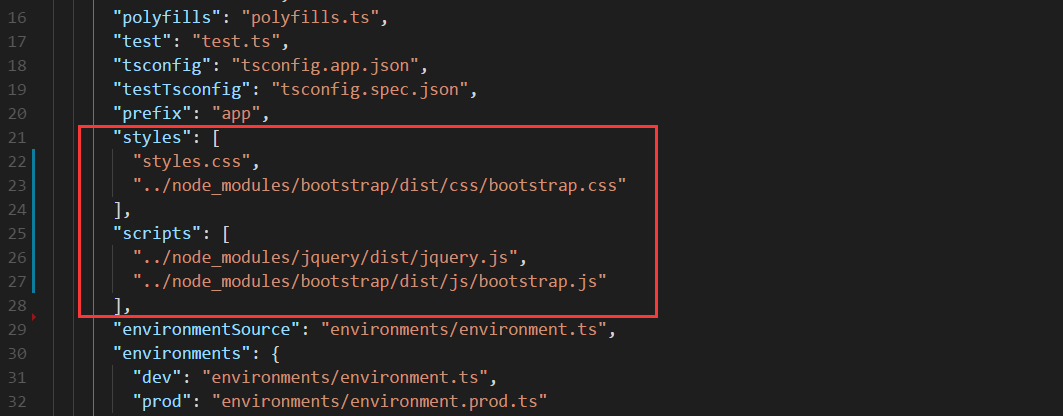 16 "polyfills": "polyfills.ts",
17 "test": "test.ts",
18 "tsconfig": "tsconfig.app.json",
19 "testTsconfig": "tsconfig.spec.json",
20 "prefix": "app",
21 "styles": [
22 "styles.css",
23 "../node_modules/bootstrap/dist/css/bootstrap.css"
24 ],
25 "scripts": [
26 "../node_modules/jquery/dist/jquery.js",
27 "../node_modules/bootstrap/dist/js/bootstrap.js"
28 ],
29 "environmentSource": "environments/environment.ts",
30 "environments": {
31 "dev": "environments/environment.ts",
32 "prod": "environments/environment.prod.ts"